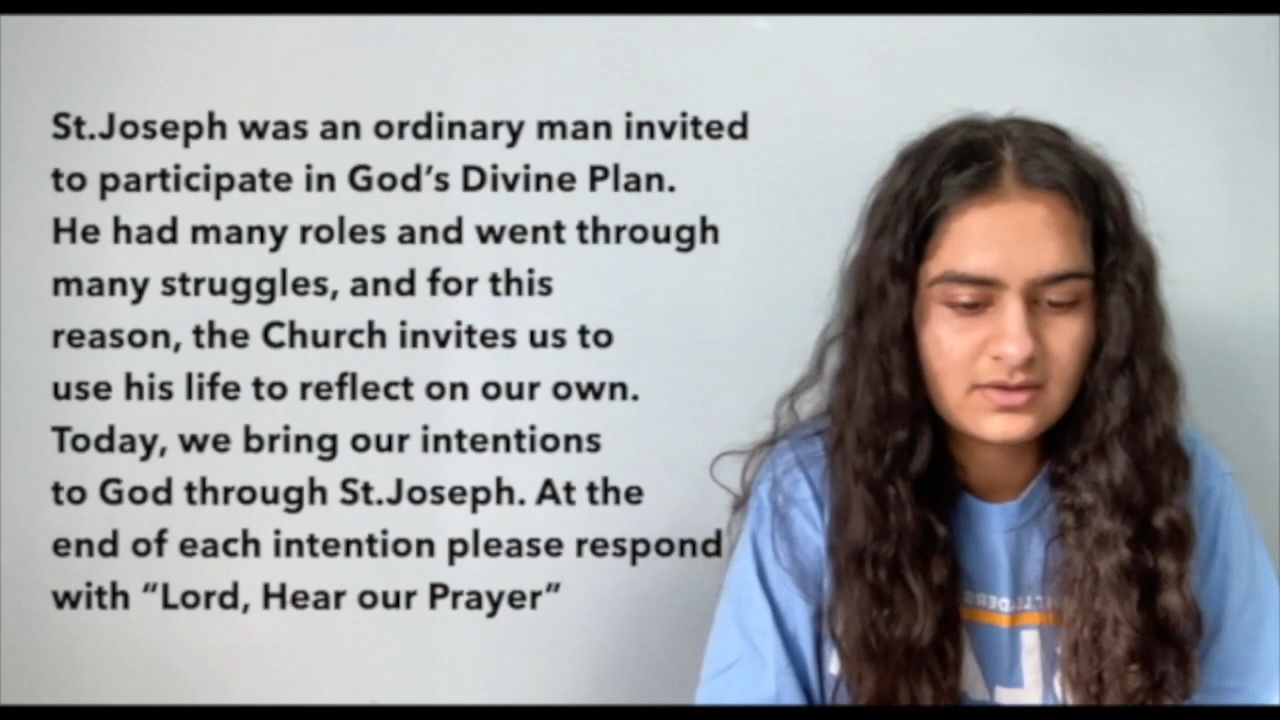 St.Joseph was an ordinary man invited
to participate in God's Divine Plan.
He had many roles and went through
many struggles, and for this
reason, the Church invites us to
use his life to reflect on our own.
Today, we bring our intentions
to God through St.Joseph. At the
end of each intention please respond
with “Lord, Hear our Prayer”